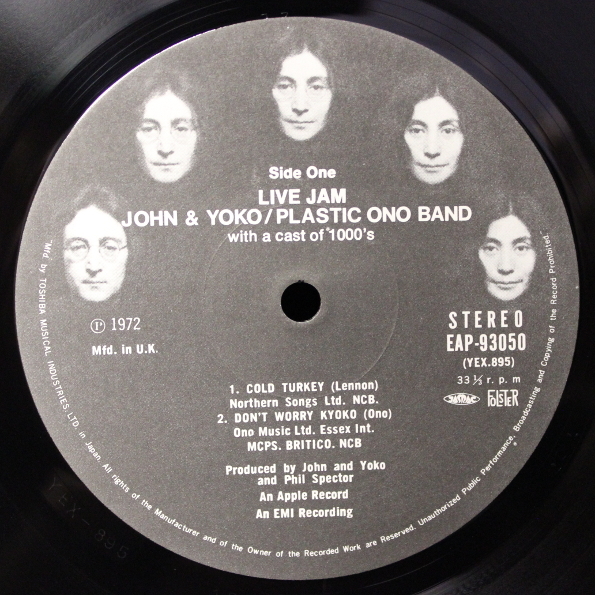 Side One
LIVE JAM
JOHN & YOKO/PLASTIC ONO BAND
with a cast of 1000's
Ⓟ 1972
Mfd. in U.K.
STEREO
EAP-93050
(YEX.895)
33⅓ r.p.m
JASRAC FOLSTER
1. COLD TURKEY (Lennon)
Northern Songs Ltd. NCB.
2. DON'T WORRY KYOKO (Ono)
Ono Music Ltd. Essex Int.
MCPS. BRITICO. NCB
Produced by John and Yoko
and Phil Spector
An Apple Record
An EMI Recording
Mfd by TOSHIBA MUSICAL INDUSTRIES. LTD. in Japan. All rights of the Manufacturer and of the Owner of the Recorded Work are Reserved. Unauthorized Public Performance, Broadcasting and Copying of the Record Prohibited.